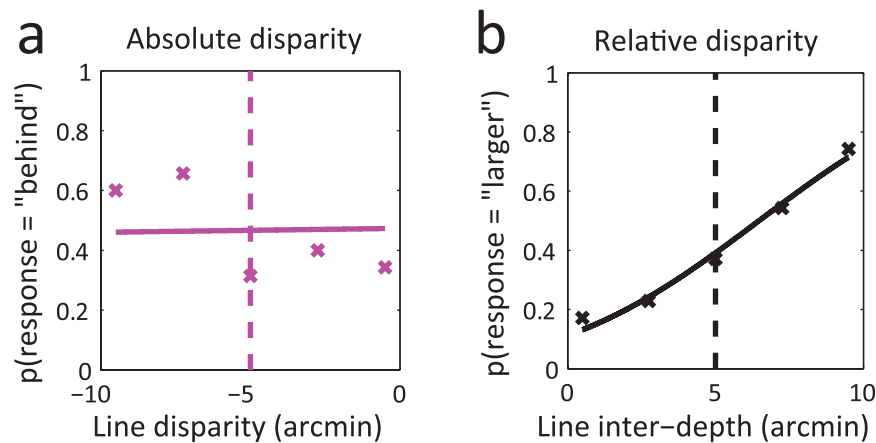 a
Absolute disparity
p(response = "behind")
1
0.8
0.6
0.4
0.2
0
−10
−5
0
Line disparity (arcmin)
b
Relative disparity
p(response = "larger")
1
0.8
0.6
0.4
0.2
0
0
5
10
Line inter−depth (arcmin)